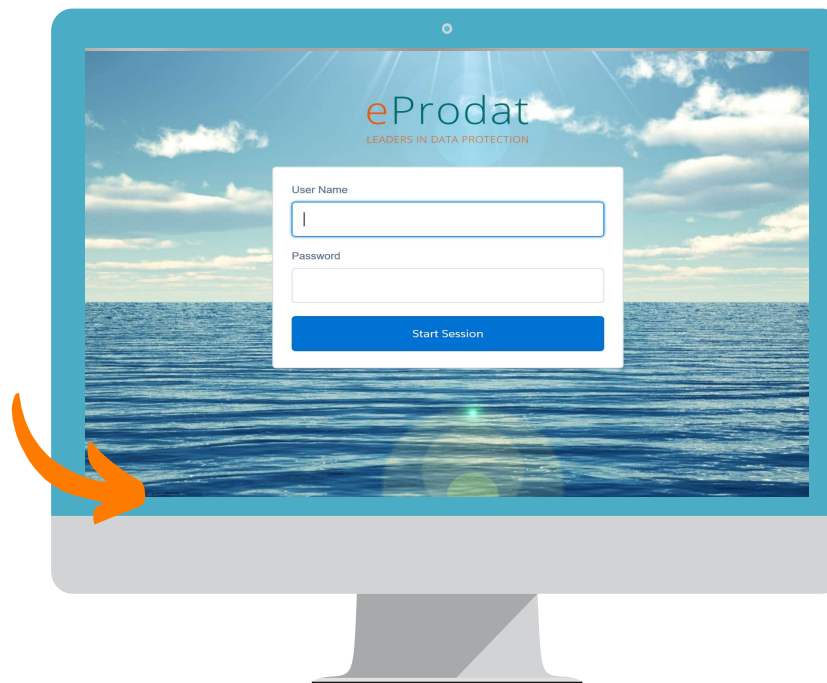 eProdat
LEADERS IN DATA PROTECTION
User Name
Password
Start Session